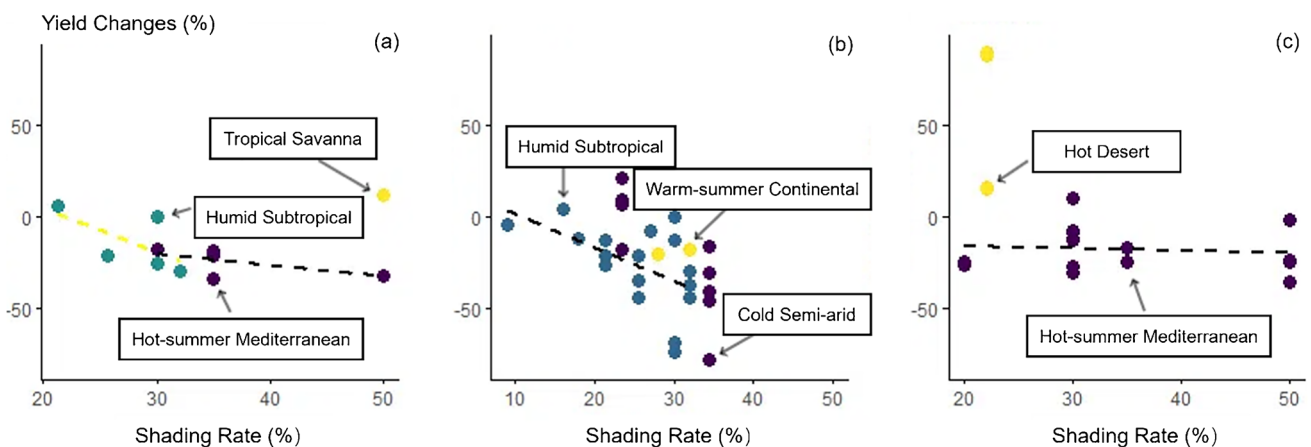 Yield Changes (%)
(a)
50
0
-50
20
30
40
50
Tropical Savanna
Humid Subtropical
Hot-summer Mediterranean
Shading Rate (%)
(b)
50
0
-50
10
20
30
40
50
Humid Subtropical
Warm-summer Continental
Cold Semi-arid
Shading Rate (%)
(c)
50
0
-50
20
30
40
50
Hot Desert
Hot-summer Mediterranean
Shading Rate (%)